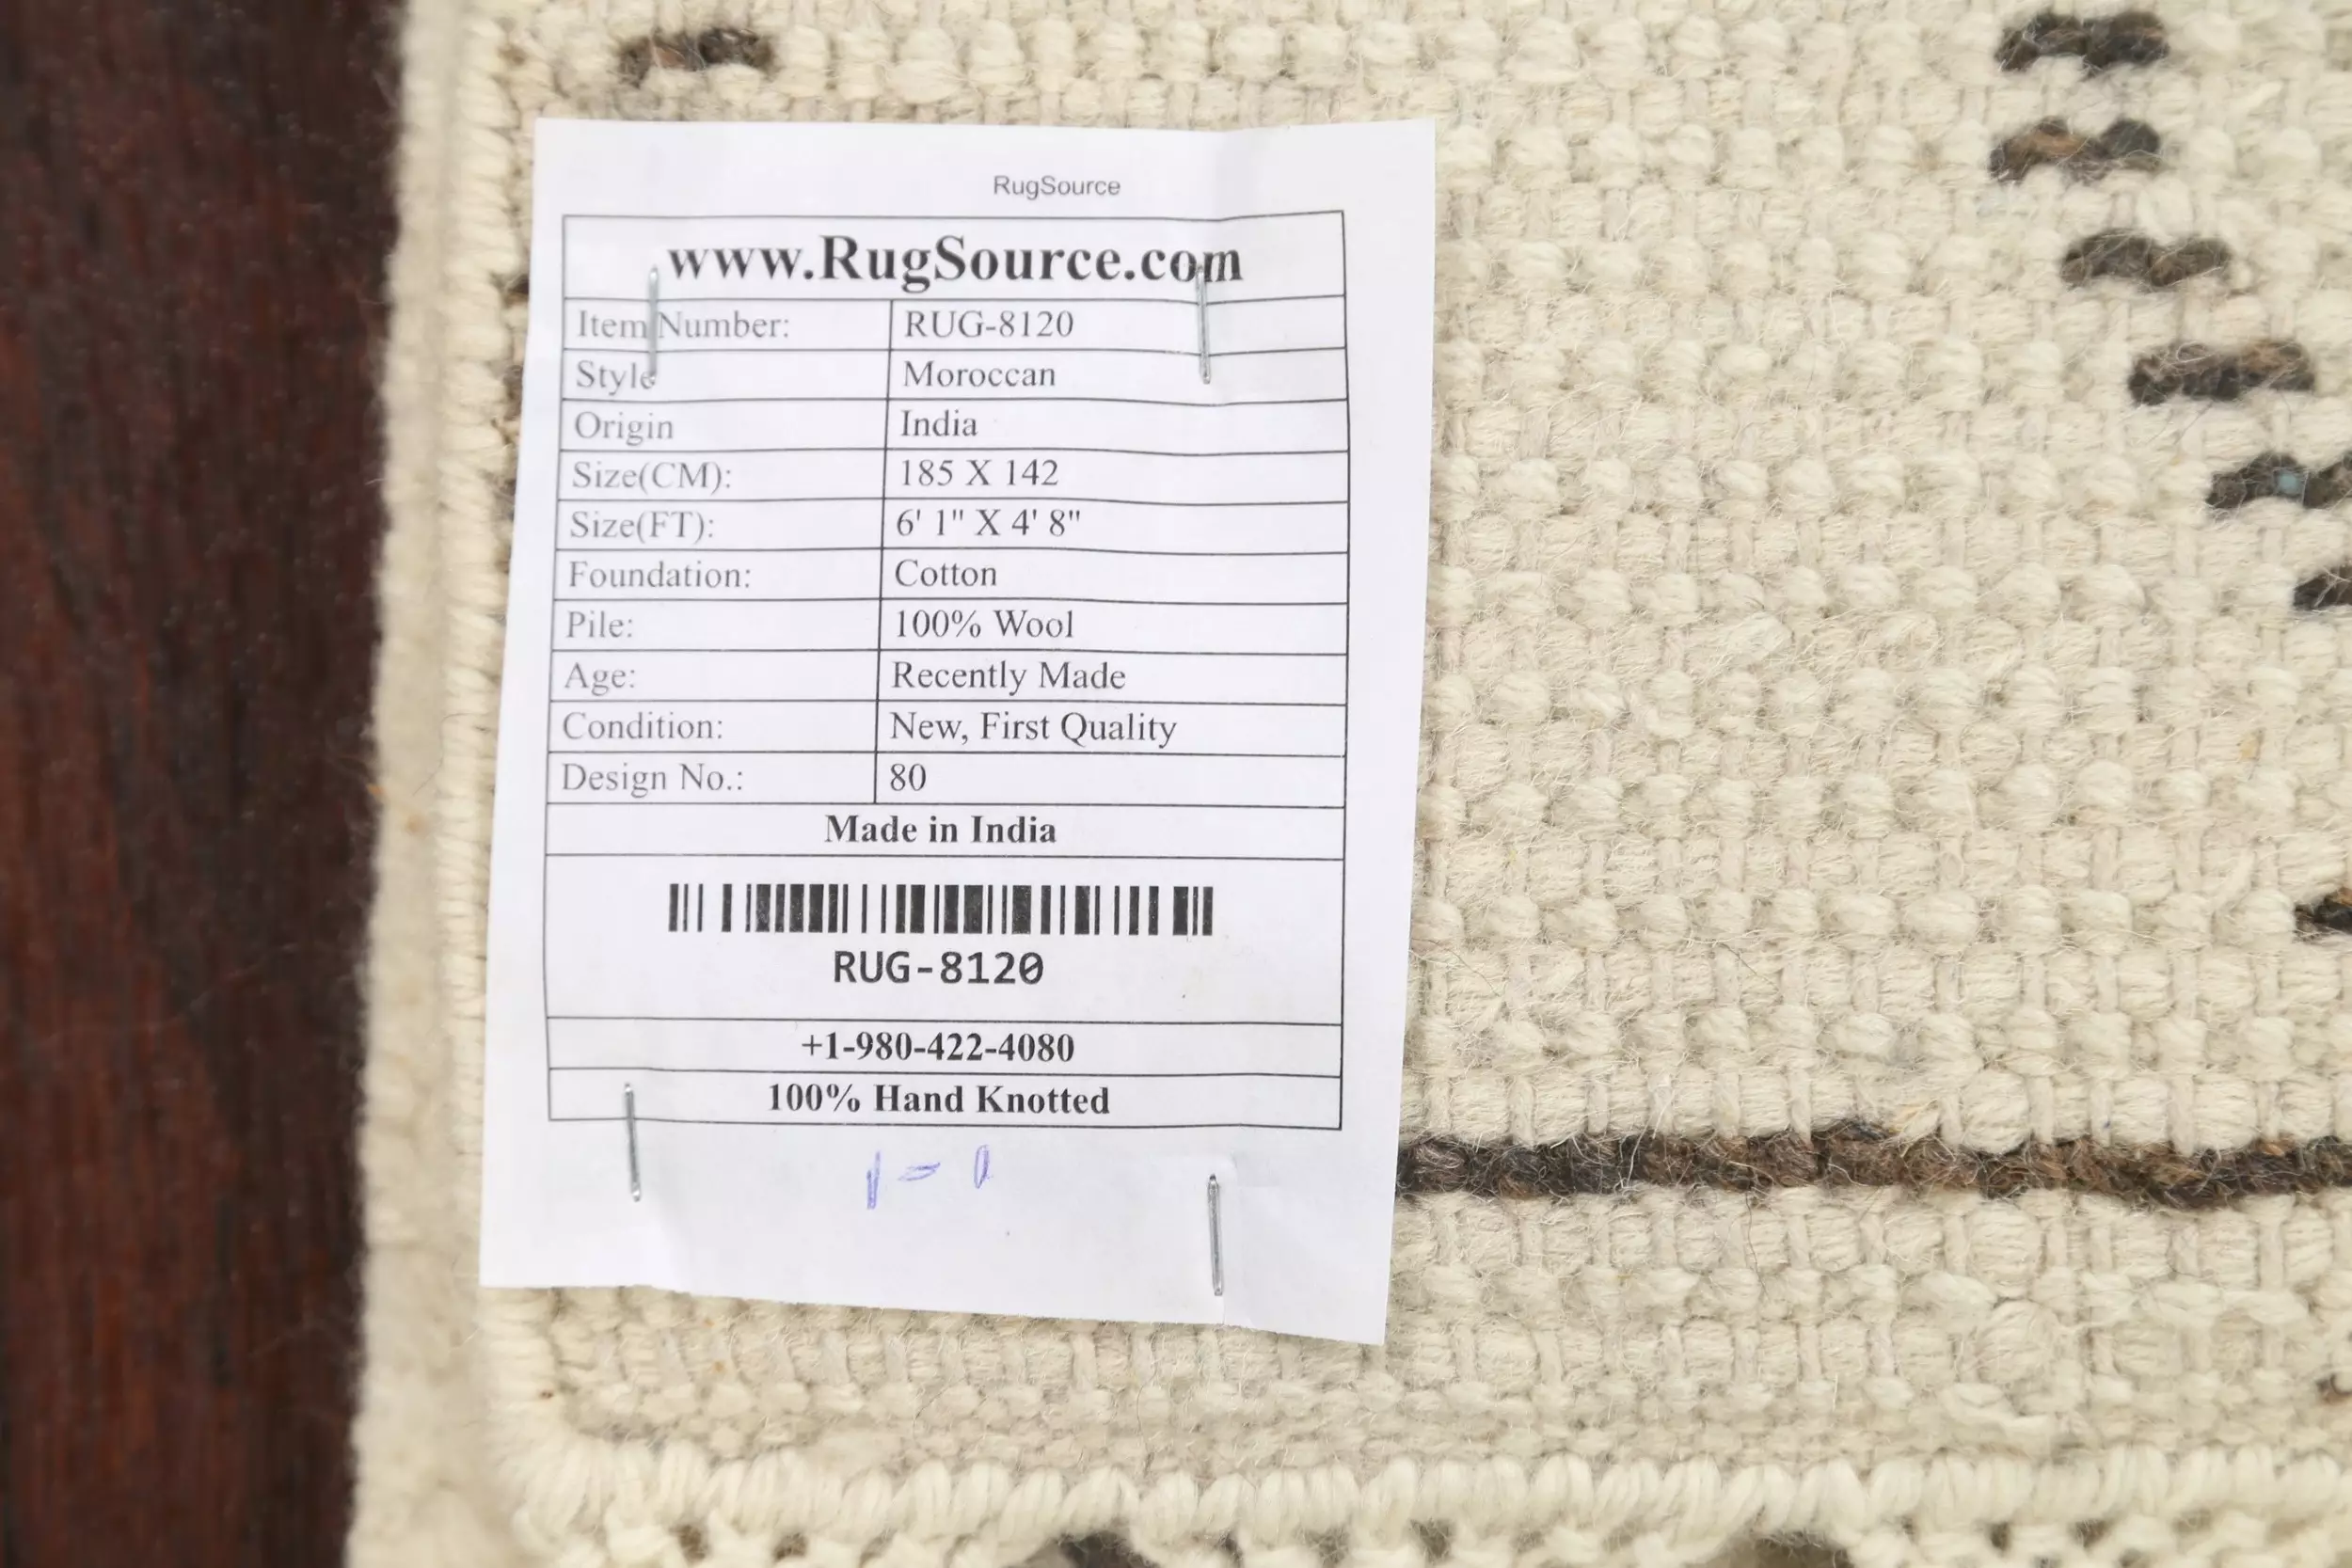 RugSource
www.RugSource.com
Item Number: RUG-8120
Style Moroccan
Origin India
Size(CM): 185 X 142
Size(FT): 6' 1" X 4' 8"
Foundation: Cotton
Pile: 100% Wool
Age: Recently Made
Condition: New, First Quality
Design No.: 80
Made in India
RUG-8120
+1-980-422-4080
100% Hand Knotted